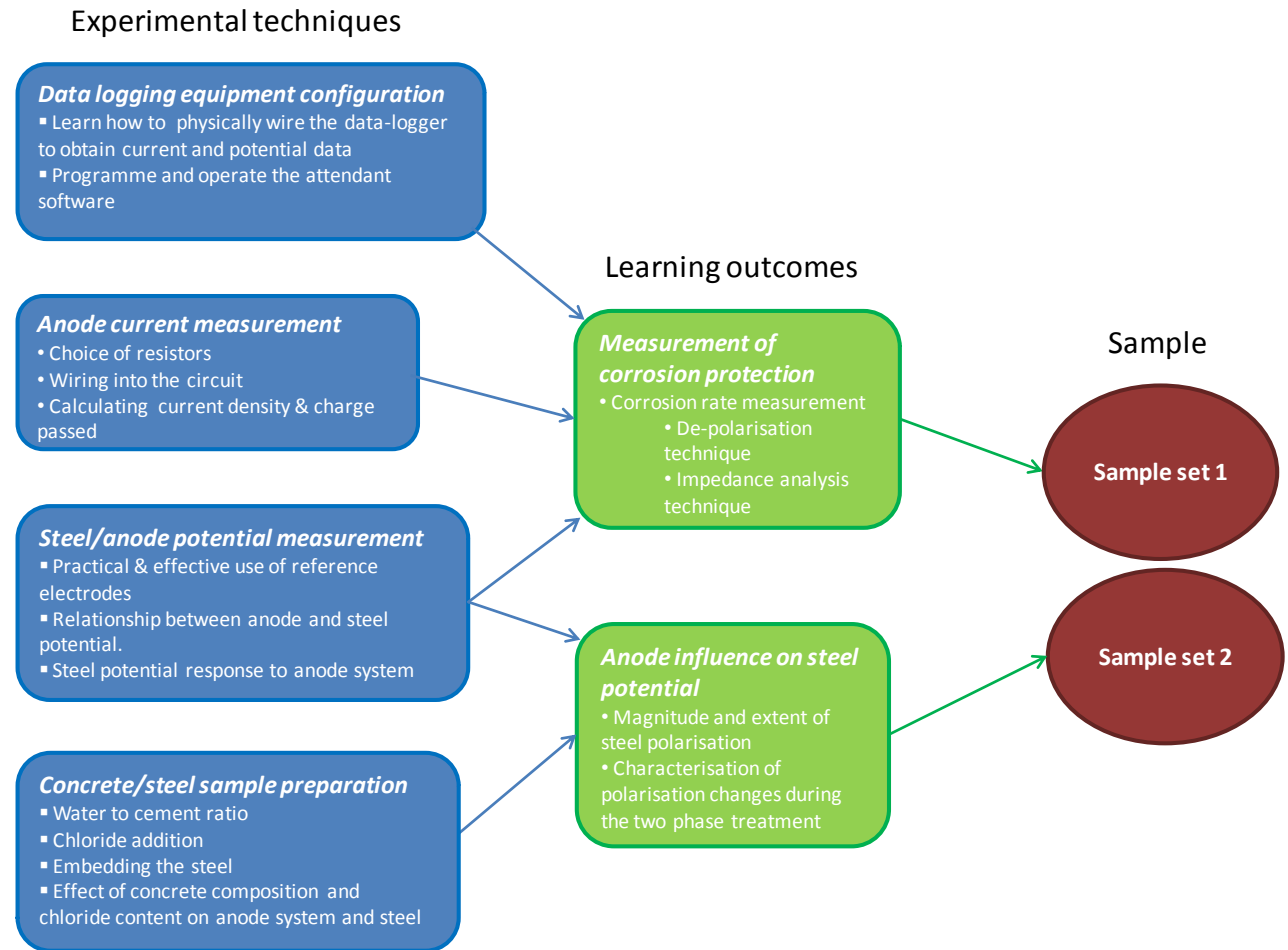 Experimental techniques
Data logging equipment configuration
▪ Learn how to physically wire the data-logger
to obtain current and potential data
▪ Programme and operate the attendant
software
Anode current measurement
• Choice of resistors
• Wiring into the circuit
• Calculating current density & charge
passed
Steel/anode potential measurement
▪ Practical & effective use of reference
electrodes
▪ Relationship between anode and steel
potential.
▪ Steel potential response to anode system
Concrete/steel sample preparation
▪ Water to cement ratio
▪ Chloride addition
▪ Embedding the steel
▪ Effect of concrete composition and
chloride content on anode system and steel
Learning outcomes
Measurement of
corrosion protection
• Corrosion rate measurement
• De-polarisation
technique
• Impedance analysis
technique
Anode influence on steel
potential
• Magnitude and extent of
steel polarisation
• Characterisation of
polarisation changes during
the two phase treatment
Sample
Sample set 1
Sample set 2